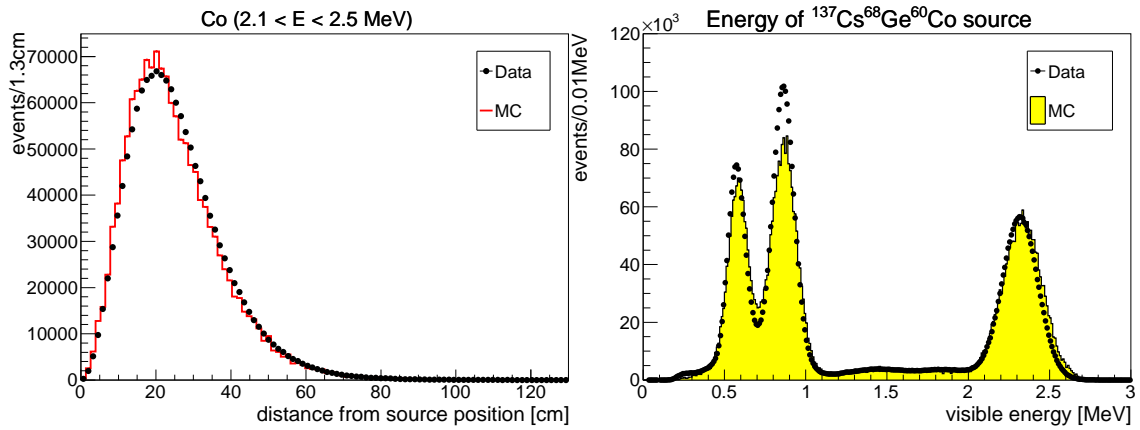 Co (2.1 < E < 2.5 MeV)
events/1.3cm
70000
60000
50000
40000
30000
20000
10000
0
0 20 40 60 80 100 120
distance from source position [cm]
Data
MC
Energy of ¹³⁷Cs⁶⁸Ge⁶⁰Co source
×10³
events/0.01MeV
120
100
80
60
40
20
0
0 0.5 1 1.5 2 2.5 3
visible energy [MeV]
Data
MC